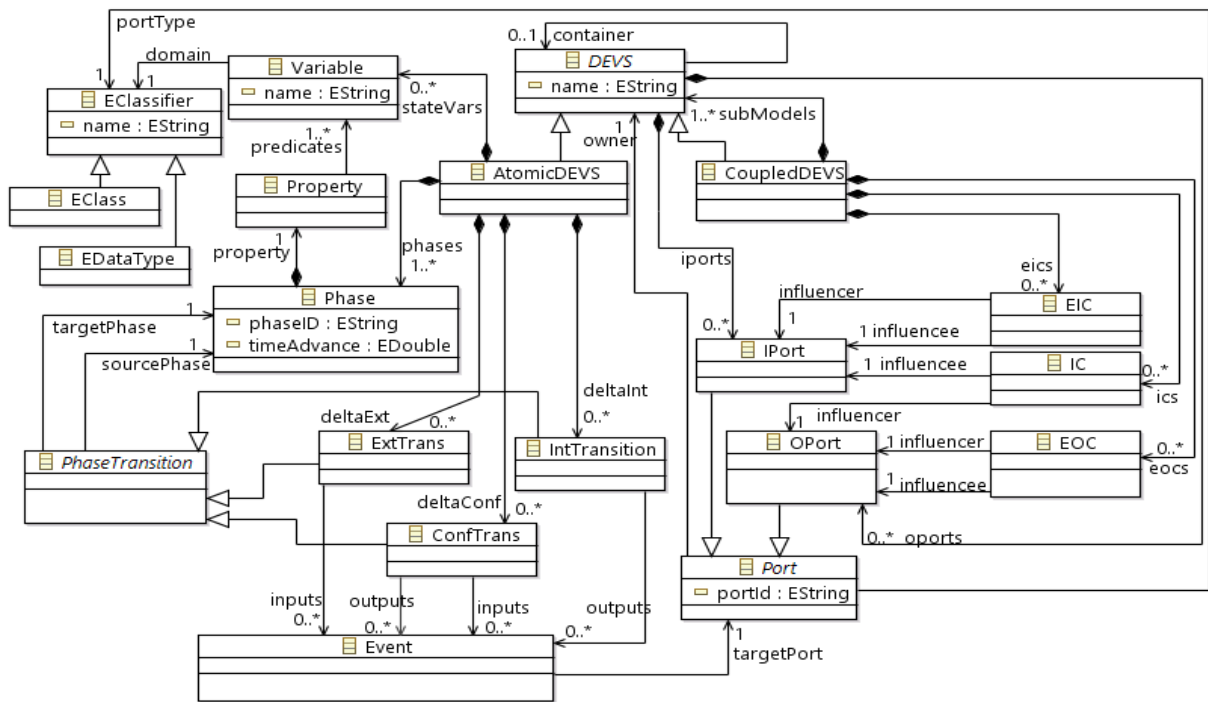 portType
0..1 container
domain
Variable
DEVS
1
1
name : EString
0..*
name : EString
EClassifier
stateVars
1..* subModels
name : EString
1..*
1
owner
predicates
Property
AtomicDEVS
CoupledDEVS
EClass
property
1
phases
1..*
iports
EDataType
eics
0..*
Phase
influencer
EIC
targetPhase
1
phaseID : EString
0..*
1
1 influencee
timeAdvance : EDouble
IPort
sourcePhase
1
IC
1 influencee
0..*
deltaInt
ics
deltaExt
0..*
0..*
influencer
1
ExtTrans
IntTransition
OPort
EOC
1 influencer
0..*
eocs
PhaseTransition
1 influencee
deltaConf
0..*
ConfTrans
0..* oports
Port
inputs
outputs
inputs
outputs
portId : EString
0..*
0..*
0..*
0..*
Event
1
targetPort